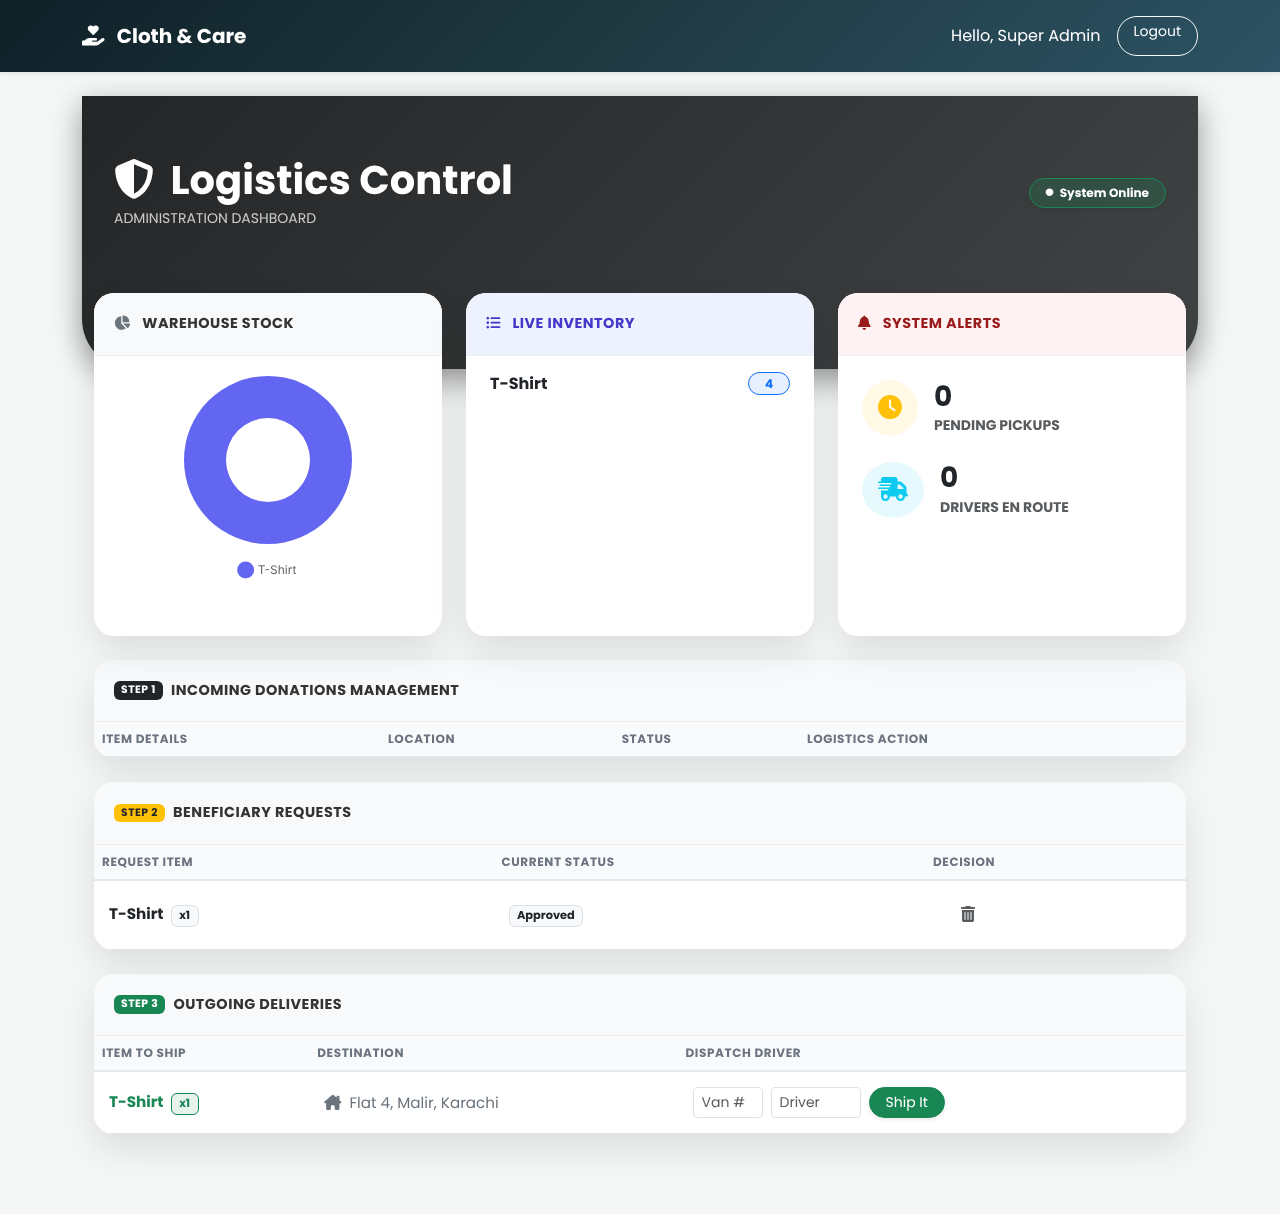 Cloth & Care
Hello, Super Admin
Logout
Logistics Control
ADMINISTRATION DASHBOARD
System Online
WAREHOUSE STOCK
T-Shirt
LIVE INVENTORY
T-Shirt 4
SYSTEM ALERTS
0
PENDING PICKUPS
0
DRIVERS EN ROUTE
STEP 1 INCOMING DONATIONS MANAGEMENT
ITEM DETAILS LOCATION STATUS LOGISTICS ACTION
STEP 2 BENEFICIARY REQUESTS
REQUEST ITEM CURRENT STATUS DECISION
T-Shirt x1 Approved
STEP 3 OUTGOING DELIVERIES
ITEM TO SHIP DESTINATION DISPATCH DRIVER
T-Shirt x1 Flat 4, Malir, Karachi Van # Driver Ship It